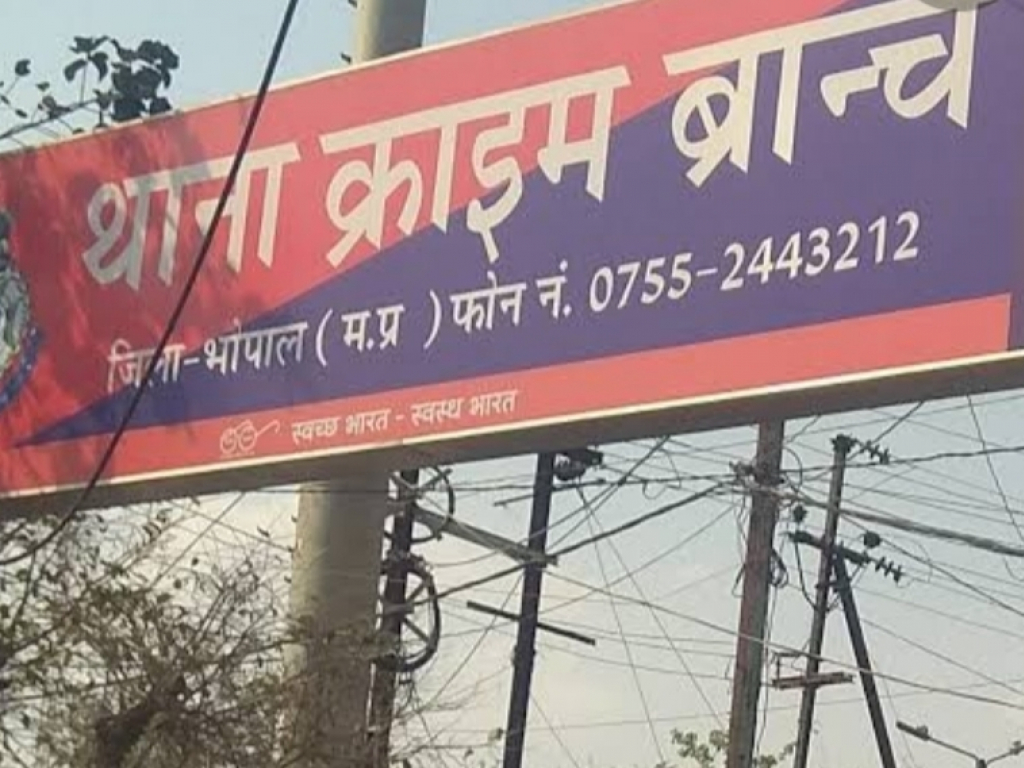 थाना क्राइम ब्रान्च
जिला-भोपाल ( म.प्र ) फोन नं. 0755-2443212
स्वच्छ भारत - स्वस्थ भारत